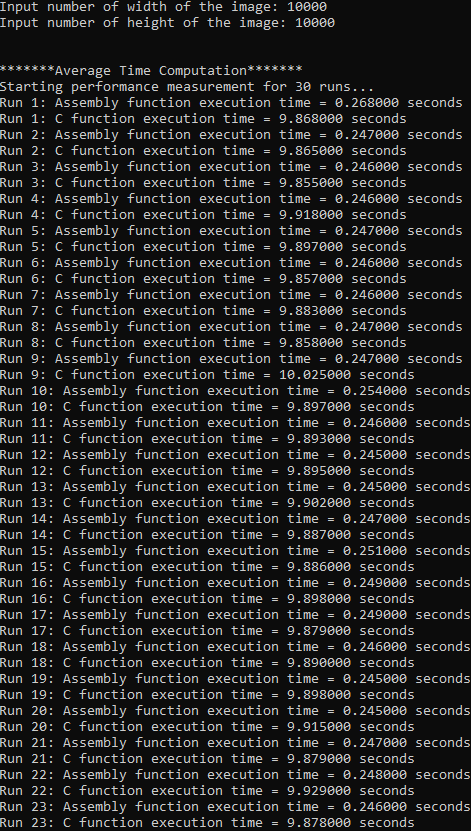 Input number of width of the image: 10000
Input number of height of the image: 10000
*******Average Time Computation*******
Starting performance measurement for 30 runs...
Run 1: Assembly function execution time = 0.268000 seconds
Run 1: C function execution time = 9.868000 seconds
Run 2: Assembly function execution time = 0.247000 seconds
Run 2: C function execution time = 9.865000 seconds
Run 3: Assembly function execution time = 0.246000 seconds
Run 3: C function execution time = 9.855000 seconds
Run 4: Assembly function execution time = 0.246000 seconds
Run 4: C function execution time = 9.918000 seconds
Run 5: Assembly function execution time = 0.247000 seconds
Run 5: C function execution time = 9.897000 seconds
Run 6: Assembly function execution time = 0.246000 seconds
Run 6: C function execution time = 9.857000 seconds
Run 7: Assembly function execution time = 0.246000 seconds
Run 7: C function execution time = 9.883000 seconds
Run 8: Assembly function execution time = 0.247000 seconds
Run 8: C function execution time = 9.858000 seconds
Run 9: Assembly function execution time = 0.247000 seconds
Run 9: C function execution time = 10.025000 seconds
Run 10: Assembly function execution time = 0.254000 seconds
Run 10: C function execution time = 9.897000 seconds
Run 11: Assembly function execution time = 0.246000 seconds
Run 11: C function execution time = 9.893000 seconds
Run 12: Assembly function execution time = 0.245000 seconds
Run 12: C function execution time = 9.895000 seconds
Run 13: Assembly function execution time = 0.245000 seconds
Run 13: C function execution time = 9.902000 seconds
Run 14: Assembly function execution time = 0.247000 seconds
Run 14: C function execution time = 9.887000 seconds
Run 15: Assembly function execution time = 0.251000 seconds
Run 15: C function execution time = 9.886000 seconds
Run 16: Assembly function execution time = 0.249000 seconds
Run 16: C function execution time = 9.898000 seconds
Run 17: Assembly function execution time = 0.249000 seconds
Run 17: C function execution time = 9.879000 seconds
Run 18: Assembly function execution time = 0.246000 seconds
Run 18: C function execution time = 9.890000 seconds
Run 19: Assembly function execution time = 0.245000 seconds
Run 19: C function execution time = 9.898000 seconds
Run 20: Assembly function execution time = 0.245000 seconds
Run 20: C function execution time = 9.915000 seconds
Run 21: Assembly function execution time = 0.247000 seconds
Run 21: C function execution time = 9.879000 seconds
Run 22: Assembly function execution time = 0.248000 seconds
Run 22: C function execution time = 9.929000 seconds
Run 23: Assembly function execution time = 0.246000 seconds
Run 23: C function execution time = 9.878000 seconds